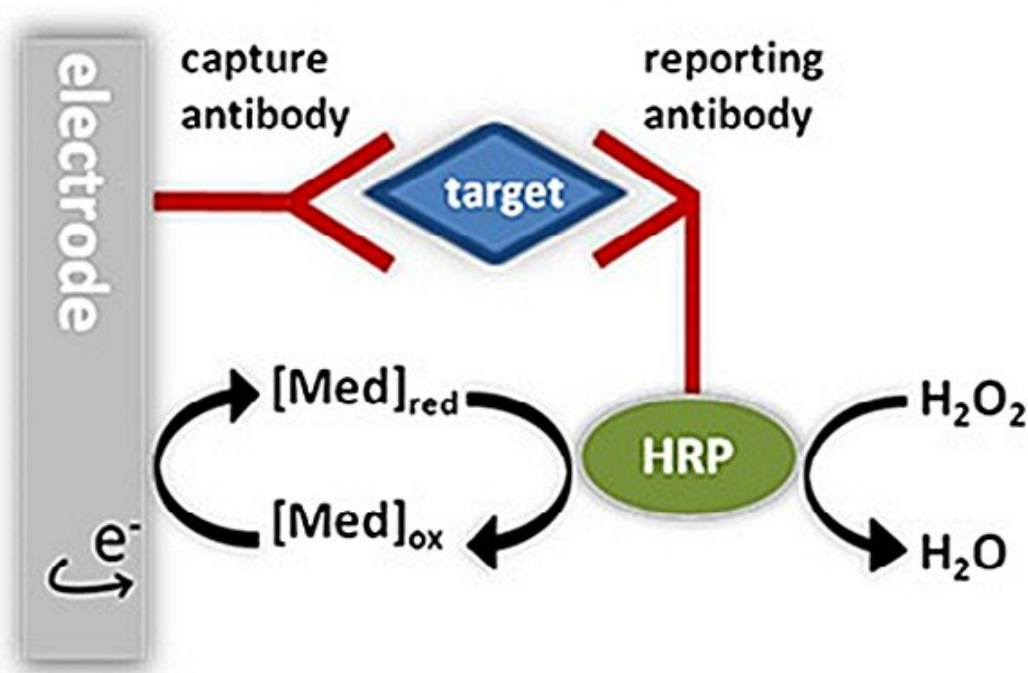 electrode
capture
antibody
reporting
antibody
target
[Med]red
H₂O₂
HRP
[Med]ox
e⁻
H₂O